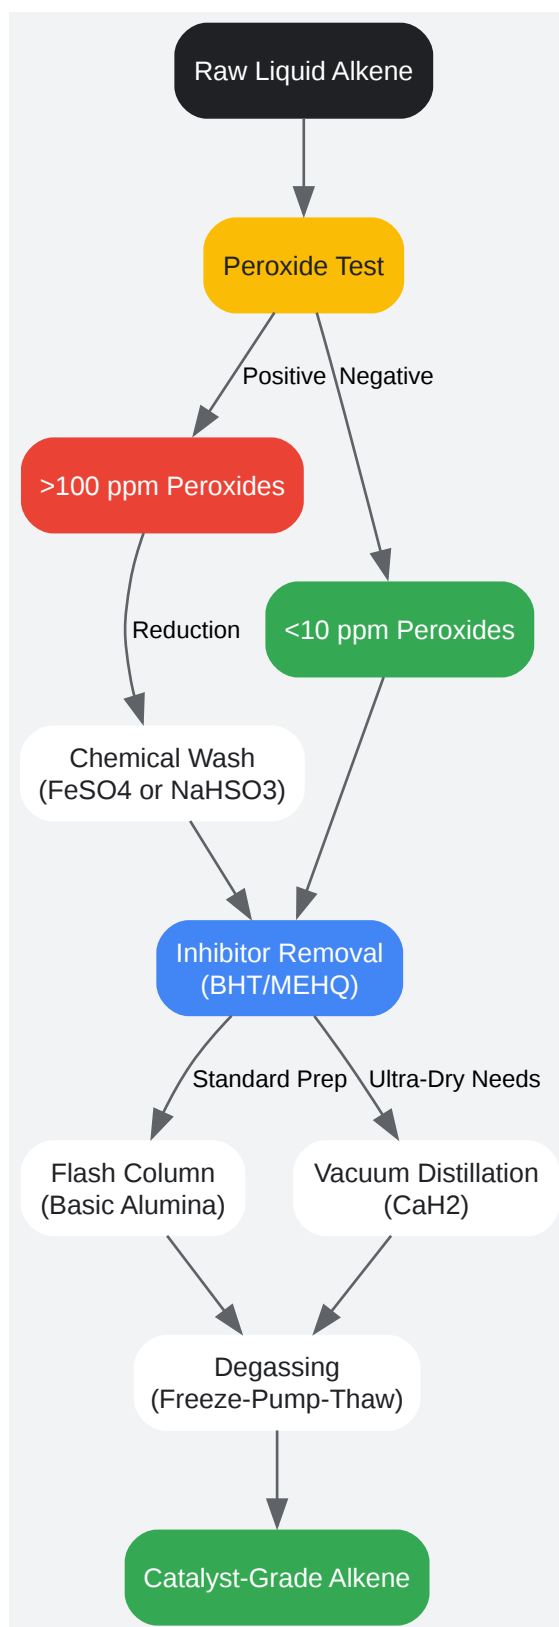 Raw Liquid Alkene
Peroxide Test
Positive
Negative
>100 ppm Peroxides
<10 ppm Peroxides
Reduction
Chemical Wash
(FeSO4 or NaHSO3)
Inhibitor Removal
(BHT/MEHQ)
Standard Prep
Ultra-Dry Needs
Flash Column
(Basic Alumina)
Vacuum Distillation
(CaH2)
Degassing
(Freeze-Pump-Thaw)
Catalyst-Grade Alkene